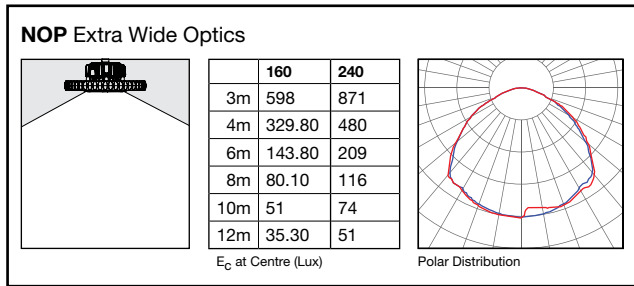 NOP Extra Wide Optics
160 240
3m 598 871
4m 329.80 480
6m 143.80 209
8m 80.10 116
10m 51 74
12m 35.30 51
EC at Centre (Lux)
Polar Distribution